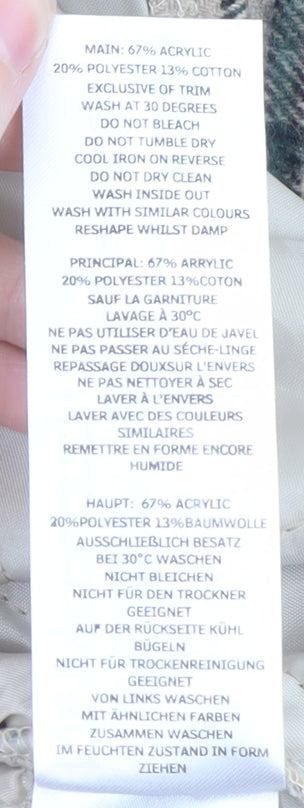 MAIN: 67% ACRYLIC
20% POLYESTER 13% COTTON
EXCLUSIVE OF TRIM
WASH AT 30 DEGREES
DO NOT BLEACH
DO NOT TUMBLE DRY
COOL IRON ON REVERSE
DO NOT DRY CLEAN
WASH INSIDE OUT
WASH WITH SIMILAR COLOURS
RESHAPE WHILST DAMP
PRINCIPAL: 67% ARRYLIC
20% POLYESTER 13%COTON
SAUF LA GARNITURE
LAVAGE À 30°C
NE PAS UTILISER D'EAU DE JAVEL
NE PAS PASSER AU SÉCHE-LINGE
REPASSAGE DOUXSUR L'ENVERS
NE PAS NETTOYER À SEC
LAVER À L'ENVERS
LAVER AVEC DES COULEURS
SIMILAIRES
REMETTRE EN FORME ENCORE
HUMIDE
HAUPT: 67% ACRYLIC
20%POLYESTER 13%BAUMWOLLE
AUSSCHLIEßLICH BESATZ
BEI 30°C WASCHEN
NICHT BLEICHEN
NICHT FÜR DEN TROCKNER
GEEIGNET
AUF DER RÜCKSEITE KÜHL
BÜGELN
NICHT FÜR TROCKENREINIGUNG
GEEIGNET
VON LINKS WASCHEN
MIT ÄHNLICHEN FARBEN
ZUSAMMEN WASCHEN
IM FEUCHTEN ZUSTAND IN FORM
ZIEHEN